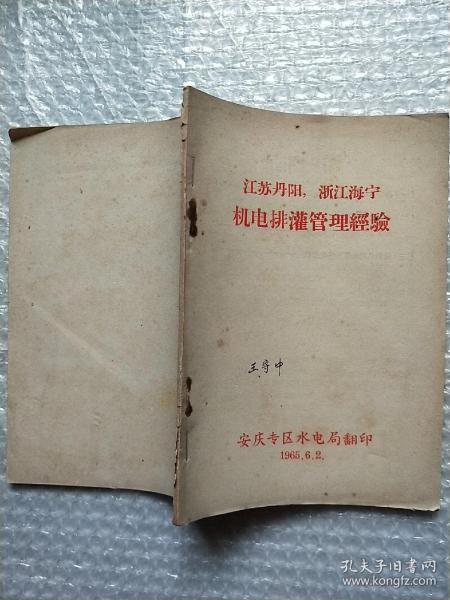 江苏丹阳，浙江海宁
机电排灌管理經驗
王守中
安庆专区水电局翻印
1965.6.2.
孔夫子旧书网
www.kongfz.com